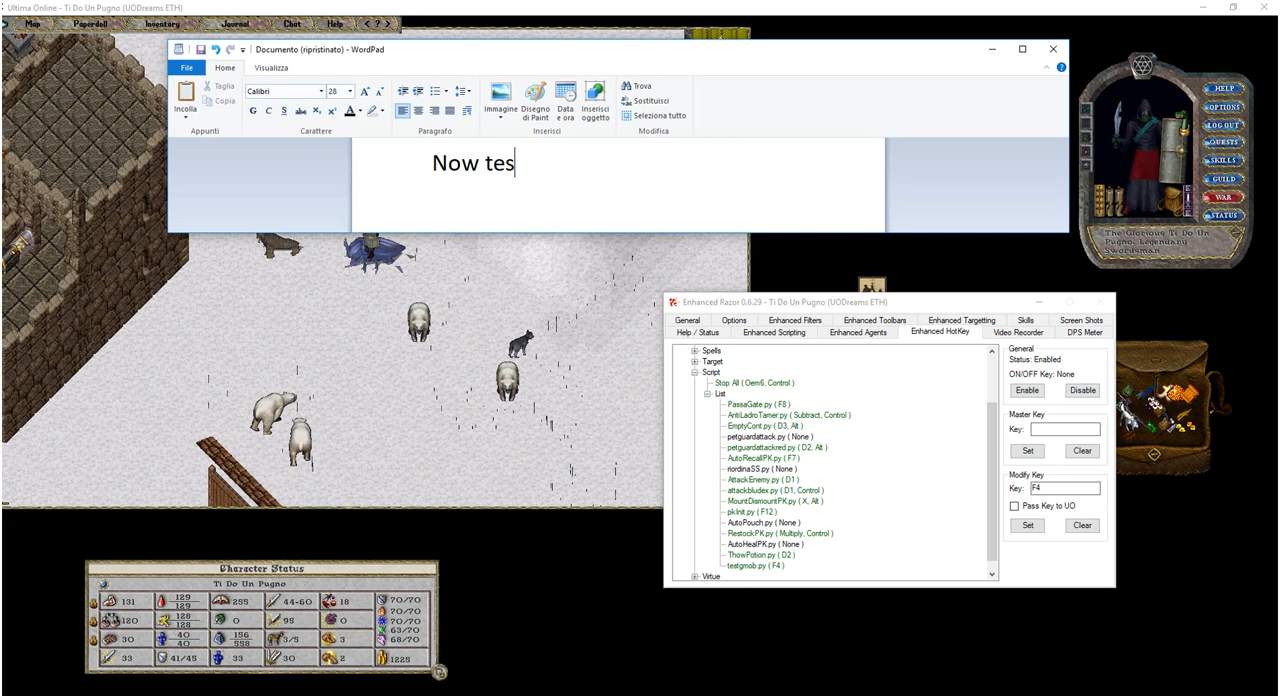 Ultima Online - Ti Do Un Pugno (UODreams ETH)
Map Paperdoll Inventory Journal Chat Help < ? >
Documento (ripristinato) - WordPad
File Home Visualizza
Incolla
Taglia
Copia
Appunti
Calibri 28
G C S abc X₂ X² A
Carattere
Paragrafo
Immagine
Disegno di Paint
Data e ora
Inserisci oggetto
Inserisci
Trova
Sostituisci
Seleziona tutto
Modifica
Now tes
HELP
OPTIONS
LOG OUT
QUESTS
SKILLS
GUILD
WAR
STATUS
The Glorious Ti Do Un
Pugno, Legendary
Swordsman
Enhanced Razor 0.6.29 - Ti Do Un Pugno (UODreams ETH)
General Options Enhanced Filters Enhanced Toolbars Enhanced Targetting Skills Screen Shots
Help / Status Enhanced Scripting Enhanced Agents Enhanced HotKey Video Recorder DPS Meter
Spells
Target
Script
Stop All ( Oem6, Control )
List
PassaGate.py ( F8 )
AntiLadroTamer.py ( Subtract, Control )
EmptyCont.py ( D3, Alt )
petguardattack.py ( None )
petguardattackred.py ( D2, Alt )
AutoRecallPK.py ( F7 )
riordinaSS.py ( None )
AttackEnemy.py ( D1 )
attackbludex.py ( D1, Control )
MountDamountPK.py ( X, Alt )
pkInit.py ( F12 )
AutoPouch.py ( None )
RestockPK.py ( Multiply, Control )
AutoHealPK.py ( None )
ThowPotion.py ( D2 )
testgmob.py ( F4 )
Virtue
General
Status: Enabled
ON/OFF Key: None
Enable Disable
Master Key
Key:
Set Clear
Modify Key
Key: F4
Pass Key to UO
Set Clear
Character Status
Ti Do Un Pugno
131 129 129 255 44-60 18 70/70
70/70
120 128 128 0 95 0 70/70
63/70
30 40 40 156 558 3/5 3 68/70
33 41/45 33 30 2 1225